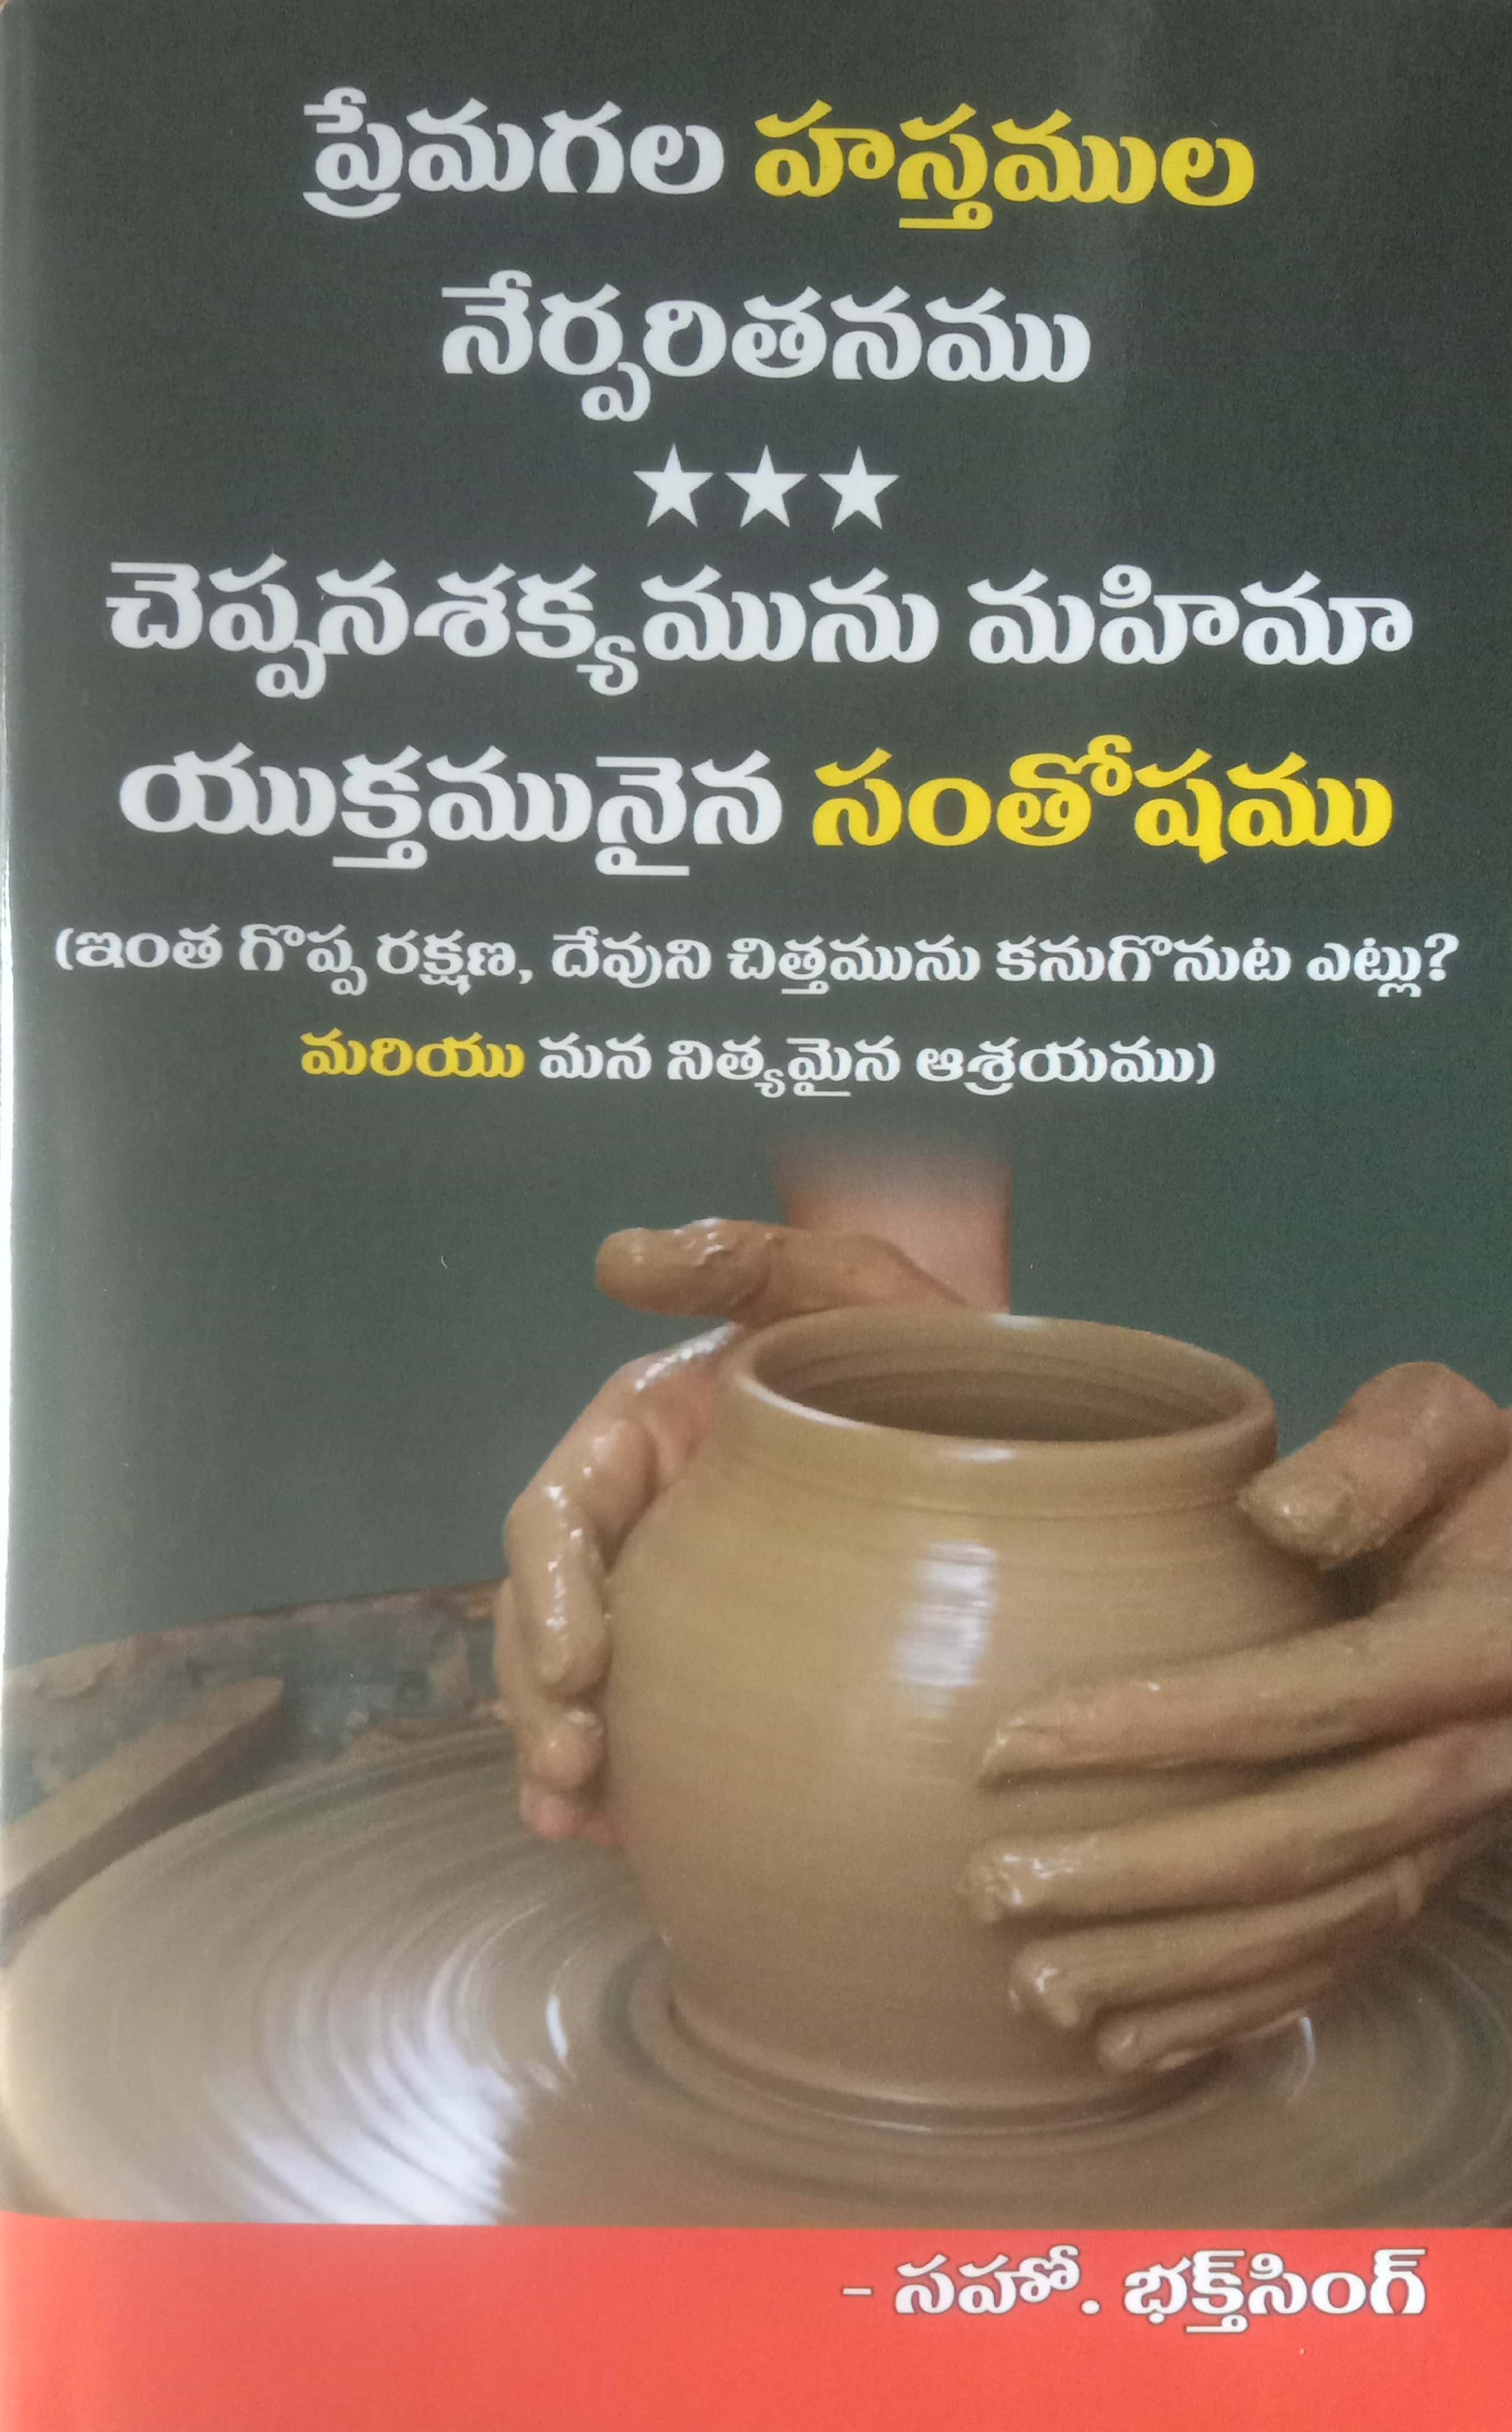 ప్రేమగల హస్తముల
నేర్పరితనము
★★★
చెప్పనశక్యమును మహిమా
యుక్తమునైన సంతోషము
(ఇంత గొప్ప రక్షణ, దేవుని చిత్తమును కనుగొనుట ఎట్లు?
మరియు మన నిత్యమైన ఆశ్రయము)
- సహో. భక్త్‌సింగ్